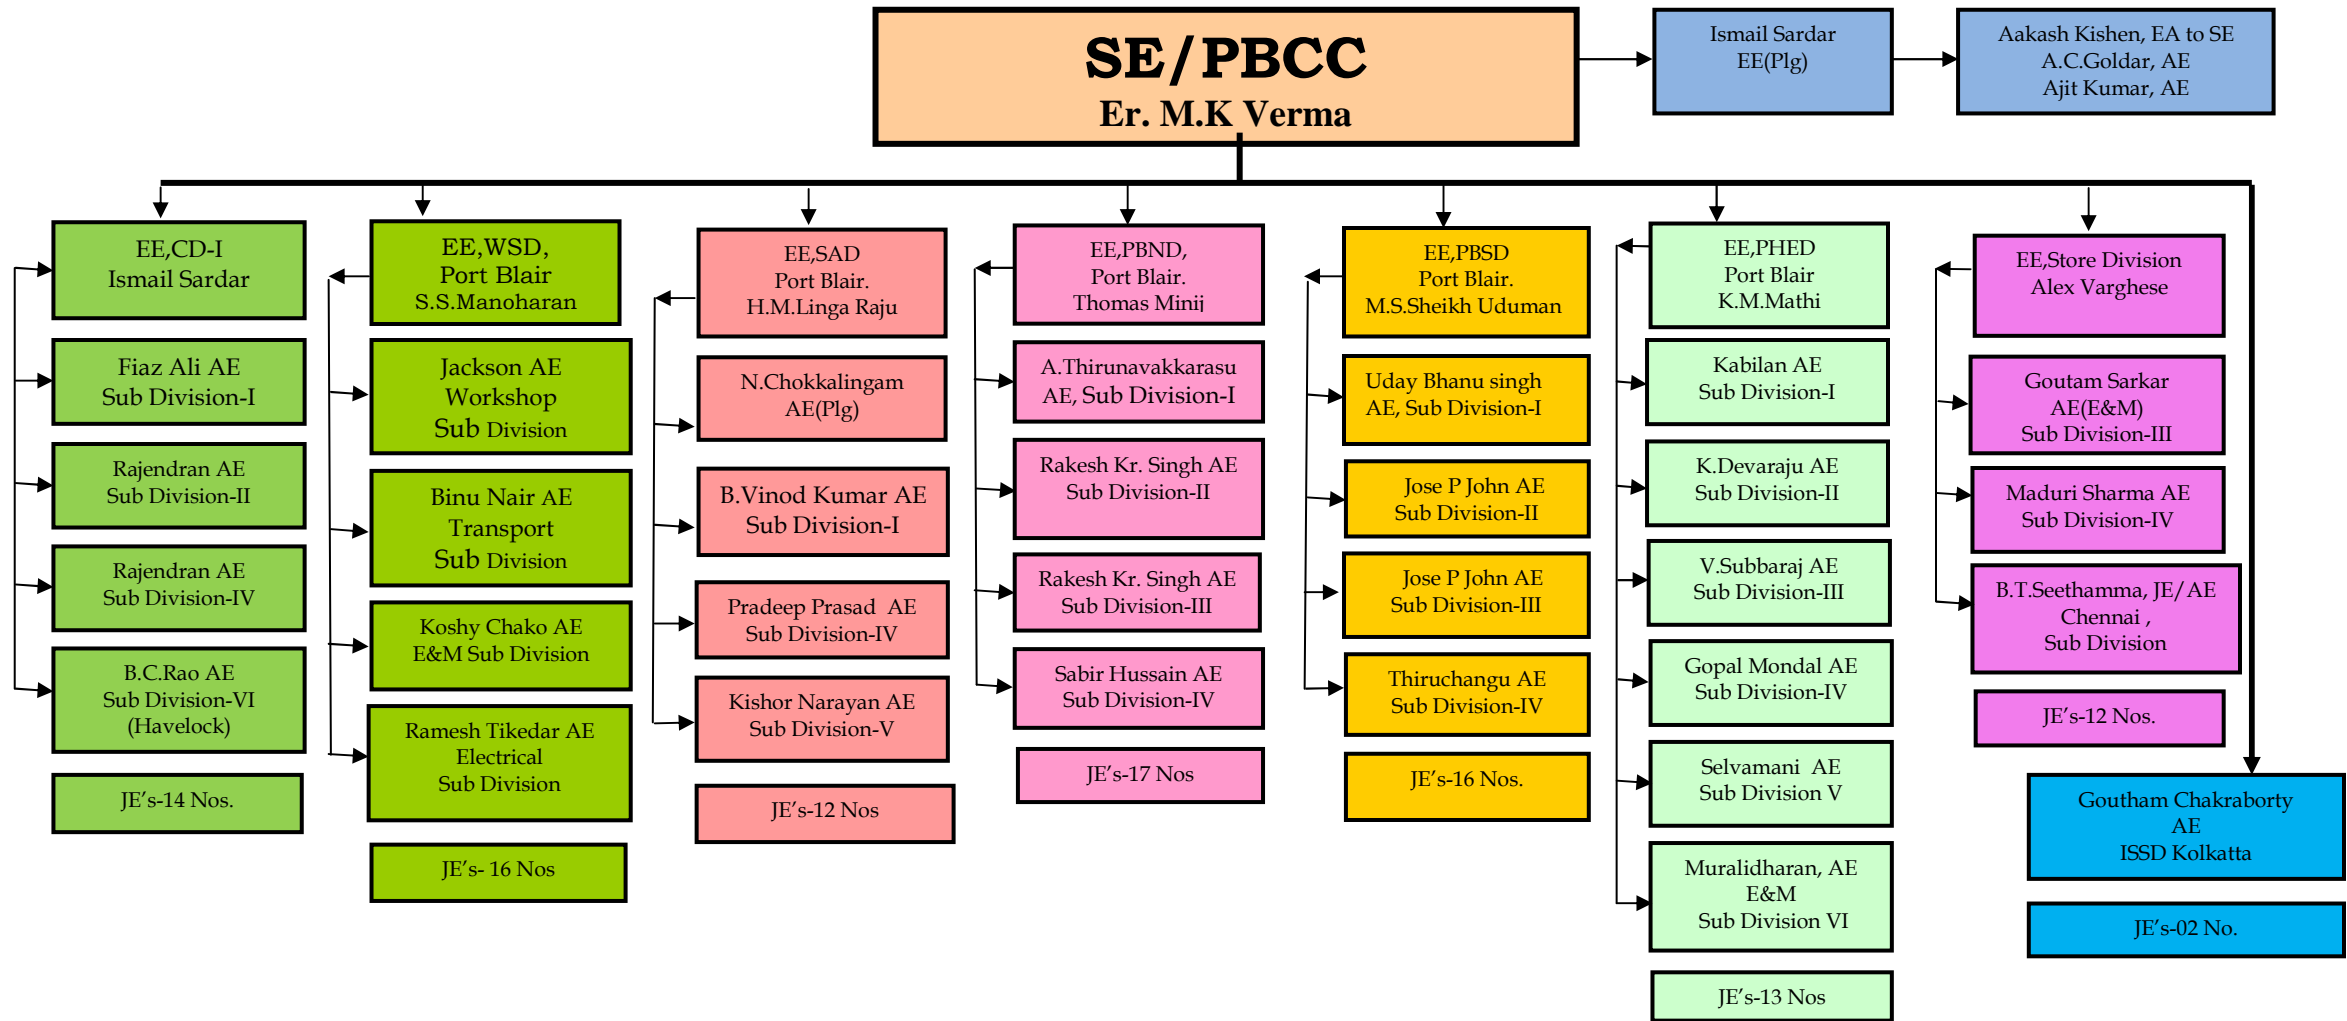 SE/PBCC
Er. M.K Verma
Ismail Sardar
EE(Plg)
Aakash Kishen, EA to SE
A.C.Goldar, AE
Ajit Kumar, AE
EE,CD-I
Ismail Sardar
Fiaz Ali AE
Sub Division-I
Rajendran AE
Sub Division-II
Rajendran AE
Sub Division-IV
B.C.Rao AE
Sub Division-VI
(Havelock)
JE's-14 Nos.
EE,WSD,
Port Blair
S.S.Manoharan
Jackson AE
Workshop
Sub Division
Binu Nair AE
Transport
Sub Division
Koshy Chako AE
E&M Sub Division
Ramesh Tikedar AE
Electrical
Sub Division
JE's- 16 Nos
EE,SAD
Port Blair.
H.M.Linga Raju
N.Chokkalingam
AE(Plg)
B.Vinod Kumar AE
Sub Division-I
Pradeep Prasad  AE
Sub Division-IV
Kishor Narayan AE
Sub Division-V
JE's-12 Nos
EE,PBND,
Port Blair.
Thomas Minij
A.Thirunavakkarasu
AE, Sub Division-I
Rakesh Kr. Singh AE
Sub Division-II
Rakesh Kr. Singh AE
Sub Division-III
Sabir Hussain AE
Sub Division-IV
JE's-17 Nos
EE,PBSD
Port Blair.
M.S.Sheikh Uduman
Uday Bhanu singh
AE, Sub Division-I
Jose P John AE
Sub Division-II
Jose P John AE
Sub Division-III
Thiruchangu AE
Sub Division-IV
JE's-16 Nos.
EE,PHED
Port Blair
K.M.Mathi
Kabilan AE
Sub Division-I
K.Devaraju AE
Sub Division-II
V.Subbaraj AE
Sub Division-III
Gopal Mondal AE
Sub Division-IV
Selvamani  AE
Sub Division V
Muralidharan, AE
E&M
Sub Division VI
JE's-13 Nos
EE,Store Division
Alex Varghese
Goutam Sarkar
AE(E&M)
Sub Division-III
Maduri Sharma AE
Sub Division-IV
B.T.Seethamma, JE/AE
Chennai ,
Sub Division
JE's-12 Nos.
Goutham Chakraborty
AE
ISSD Kolkatta
JE's-02 No.